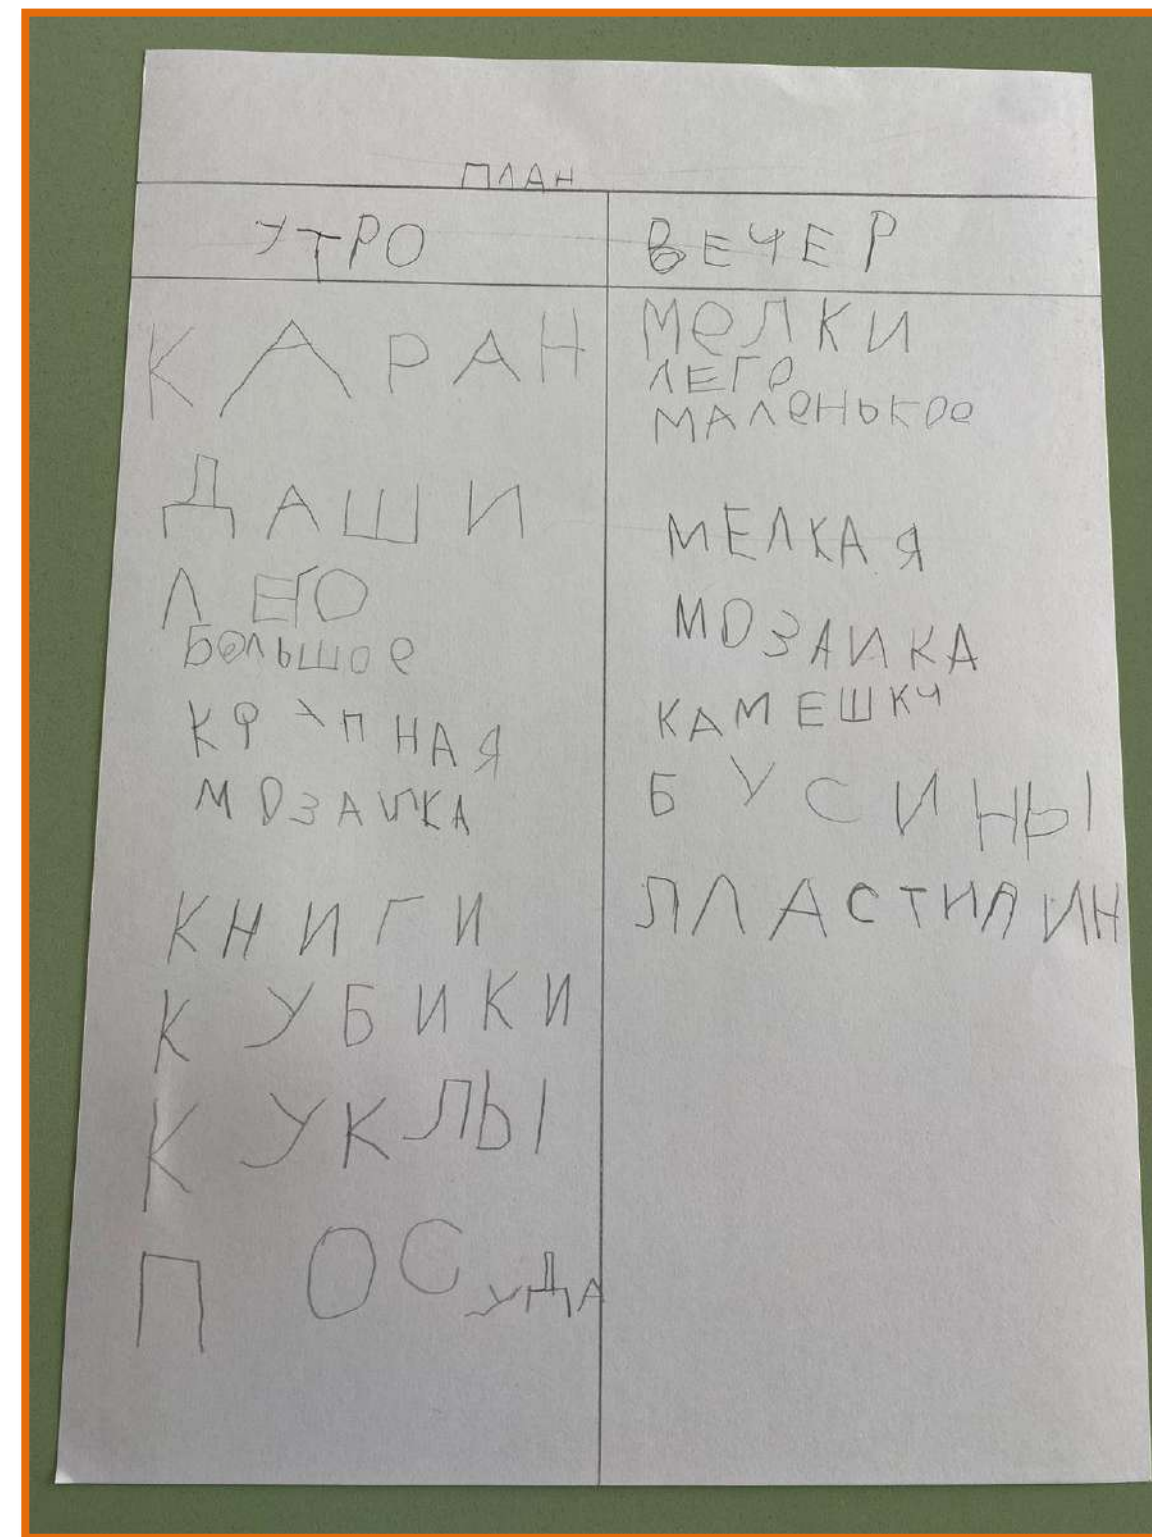 ПЛАН
УТРО
КАРАН
ДАШИ
ЛЕГО
БОЛЬШОЕ
КРУПНАЯ
МОЗАИКА
КНИГИ
КУБИКИ
КУКЛЫ
ПОСУДА
ВЕЧЕР
МЕЛКИ
ЛЕГО
МАЛЕНЬКОЕ
МЕЛКАЯ
МОЗАИКА
КАМЕШКИ
БУСИНЫ
ПЛАСТИЛИН